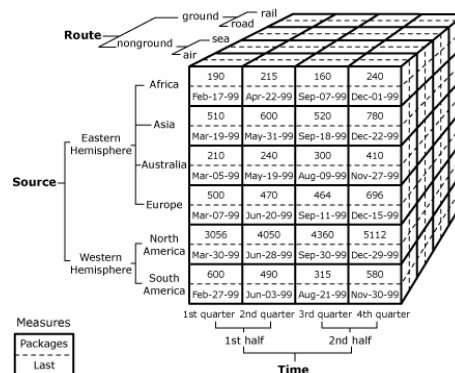 ground
rail
road
Route
nonground
sea
air
190 215 160 240
Africa
Feb-17-99 Apr-22-99 Sep-07-99 Dec-01-99
510 600 520 780
Asia
Mar-19-99 May-31-99 Sep-18-99 Dec-22-99
Eastern
Hemisphere
210 240 300 410
Australia
Mar-05-99 May-19-99 Aug-09-99 Nov-27-99
Source
500 470 464 696
Europe
Mar-07-99 Jun-20-99 Sep-11-99 Dec-15-99
3056 4050 4360 5112
North
America
Mar-30-99 Jun-28-99 Sep-30-99 Dec-29-99
Western
Hemisphere
600 490 315 580
South
America
Feb-27-99 Jun-03-99 Aug-21-99 Nov-30-99
1st quarter 2nd quarter 3rd quarter 4th quarter
Measures
Packages
1st half 2nd half
Last
Time